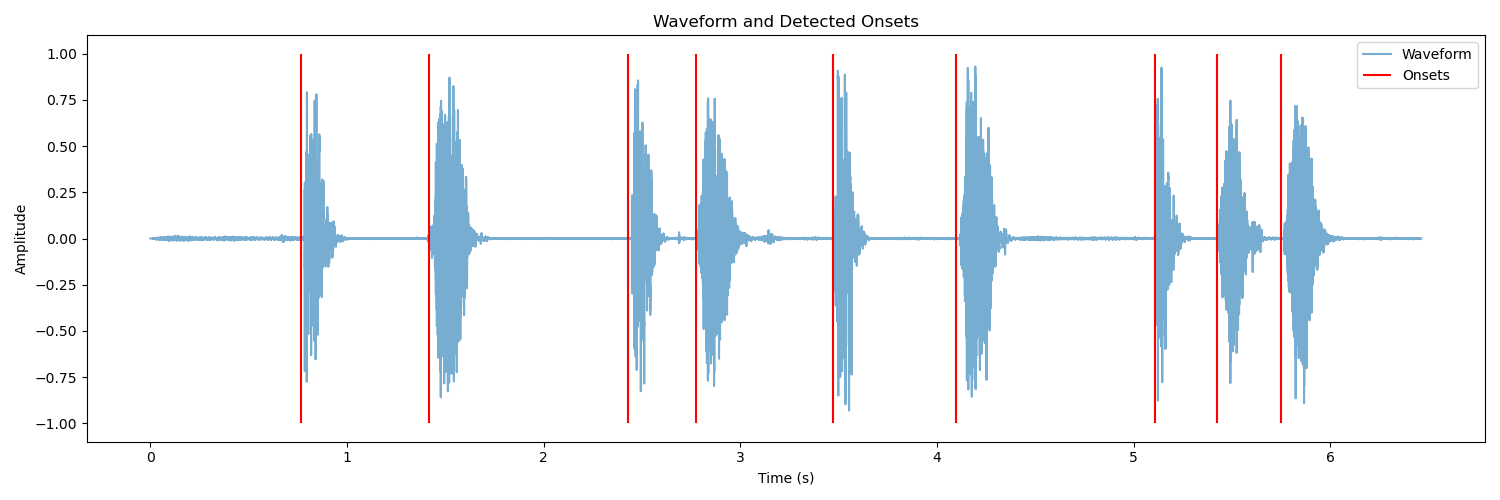 Waveform and Detected Onsets
Waveform
Onsets
1.00
0.75
0.50
0.25
0.00
−0.25
−0.50
−0.75
−1.00
Amplitude
0 1 2 3 4 5 6
Time (s)